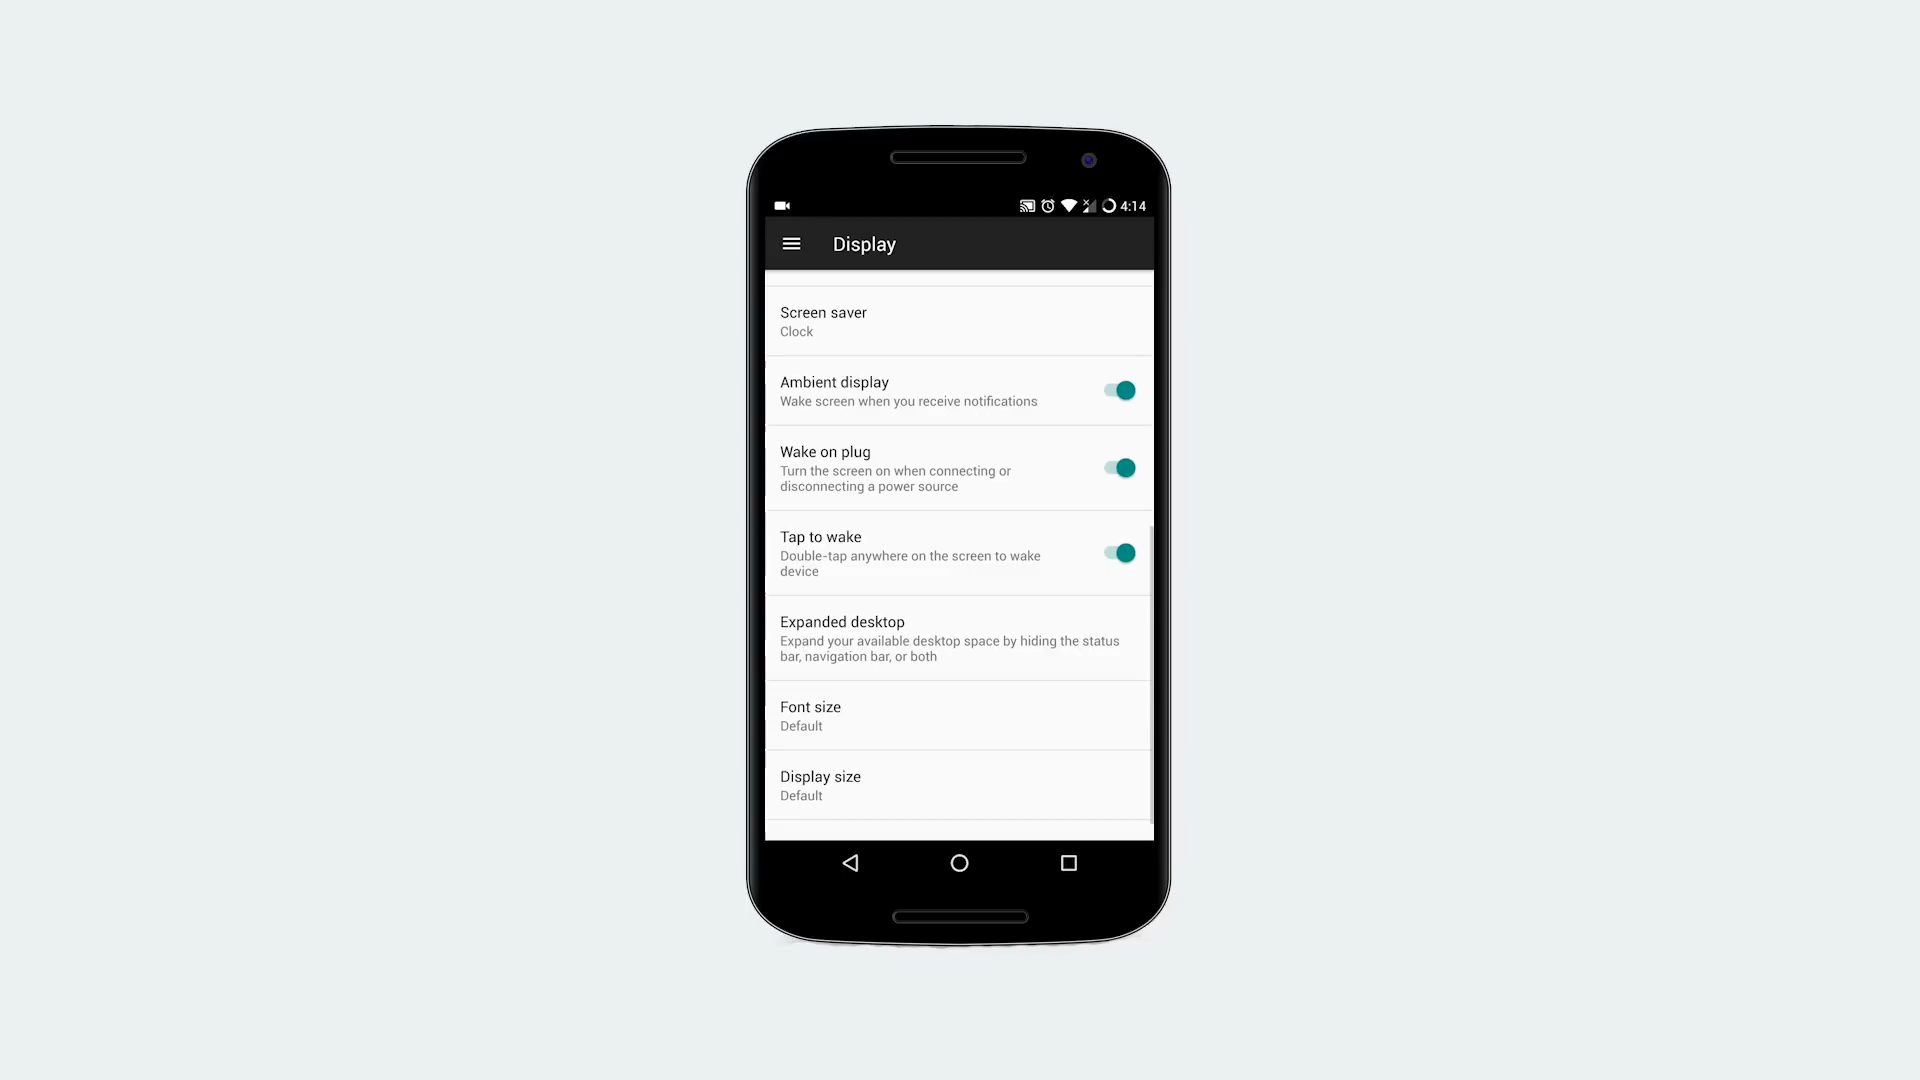 4:14
Display
Screen saver
Clock
Ambient display
Wake screen when you receive notifications
Wake on plug
Turn the screen on when connecting or
disconnecting a power source
Tap to wake
Double-tap anywhere on the screen to wake
device
Expanded desktop
Expand your available desktop space by hiding the status
bar, navigation bar, or both
Font size
Default
Display size
Default